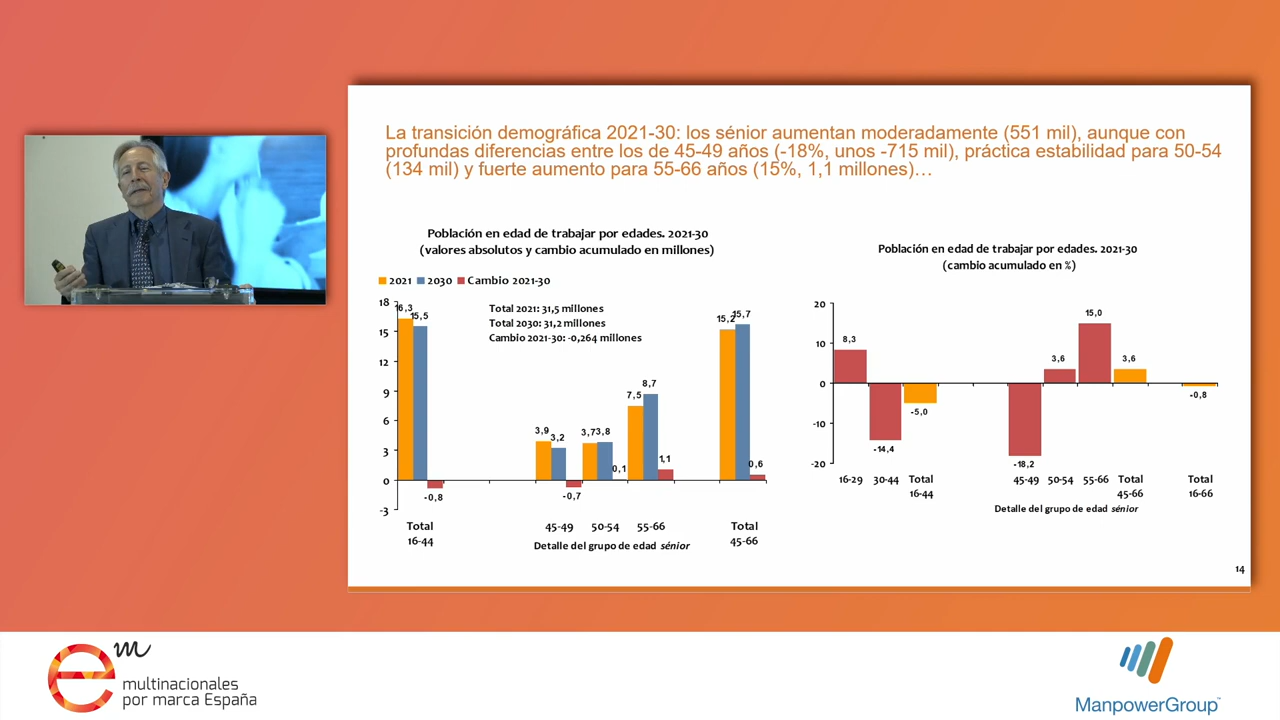 La transición demográfica 2021-30: los sénior aumentan moderadamente (551 mil), aunque con
profundas diferencias entre los de 45-49 años (-18%, unos -715 mil), práctica estabilidad para 50-54
(134 mil) y fuerte aumento para 55-66 años (15%, 1,1 millones)…
Población en edad de trabajar por edades. 2021-30
(valores absolutos y cambio acumulado en millones)
2021 2030 Cambio 2021-30
Total 2021: 31,5 millones
Total 2030: 31,2 millones
Cambio 2021-30: -0,264 millones
18
15
12
9
6
3
0
-3
16,3
15,5
-0,8
3,9
3,2
-0,7
3,7
3,8
0,1
7,5
8,7
1,1
15,2
15,7
0,6
Total
16-44
45-49
50-54
55-66
Total
45-66
Detalle del grupo de edad sénior
Población en edad de trabajar por edades. 2021-30
(cambio acumulado en %)
20
10
0
-10
-20
8,3
-14,4
-5,0
-18,2
3,6
15,0
3,6
-0,8
16-29
30-44
Total
16-44
45-49
50-54
55-66
Total
45-66
Total
16-66
Detalle del grupo de edad sénior
14
em
multinacionales
por marca España
ManpowerGroup™